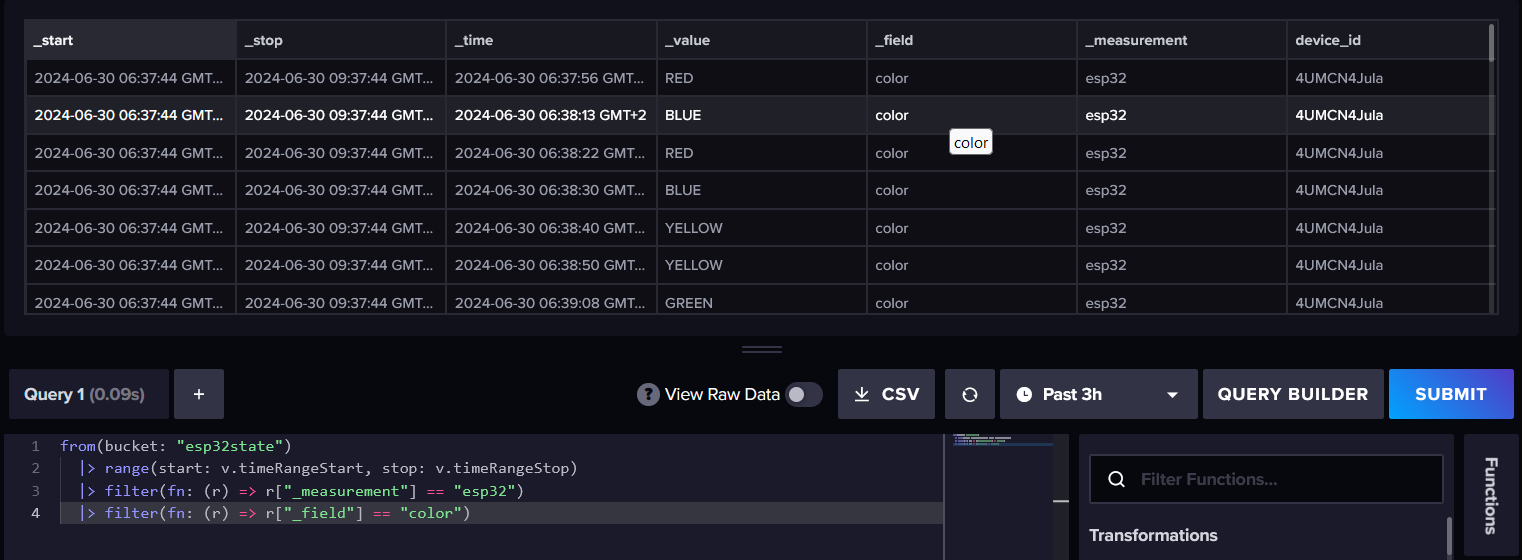 _start _stop _time _value _field _measurement device_id
2024-06-30 06:37:44 GMT... 2024-06-30 09:37:44 GMT... 2024-06-30 06:37:56 GMT... RED color esp32 4UMCN4Jula
2024-06-30 06:37:44 GMT... 2024-06-30 09:37:44 GMT... 2024-06-30 06:38:13 GMT+2 BLUE color esp32 4UMCN4Jula
color
2024-06-30 06:37:44 GMT... 2024-06-30 09:37:44 GMT... 2024-06-30 06:38:22 GMT... RED color esp32 4UMCN4Jula
2024-06-30 06:37:44 GMT... 2024-06-30 09:37:44 GMT... 2024-06-30 06:38:30 GMT... BLUE color esp32 4UMCN4Jula
2024-06-30 06:37:44 GMT... 2024-06-30 09:37:44 GMT... 2024-06-30 06:38:40 GMT... YELLOW color esp32 4UMCN4Jula
2024-06-30 06:37:44 GMT... 2024-06-30 09:37:44 GMT... 2024-06-30 06:38:50 GMT... YELLOW color esp32 4UMCN4Jula
2024-06-30 06:37:44 GMT... 2024-06-30 09:37:44 GMT... 2024-06-30 06:39:08 GMT... GREEN color esp32 4UMCN4Jula
Query 1 (0.09s) + ? View Raw Data CSV Past 3h QUERY BUILDER SUBMIT
1 from(bucket: "esp32state")
2 |> range(start: v.timeRangeStart, stop: v.timeRangeStop)
3 |> filter(fn: (r) => r["_measurement"] == "esp32")
4 |> filter(fn: (r) => r["_field"] == "color")
Filter Functions...
Transformations
Functions